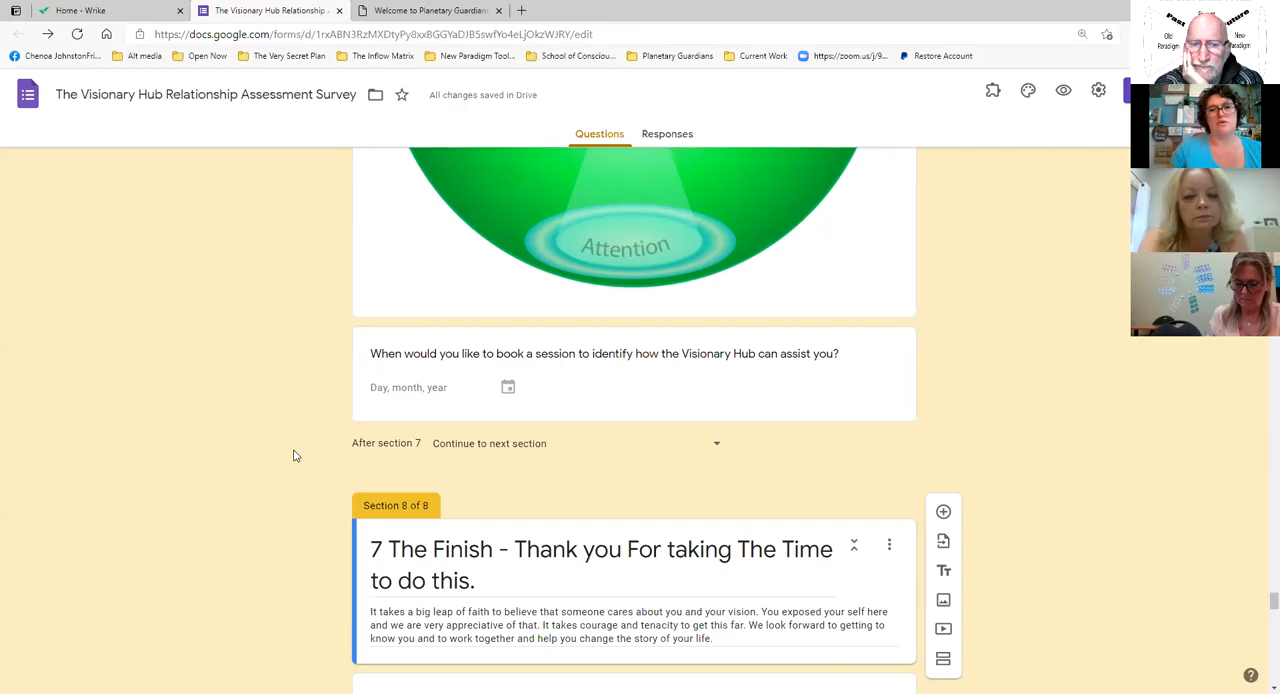 Home - Wrike
The Visionary Hub Relationship
Welcome to Planetary Guardians
https://docs.google.com/forms/d/1rxABN3RzMXDtyPy8xxBGGYaDJB5swfYo4eLjOkzWJRY/edit
Chenoa JohnstonFri...
Alt media
Open Now
The Very Secret Plan
The Inflow Matrix
New Paradigm Tool...
School of Consciou...
Planetary Guardians
Current Work
https://zoom.us/j/9...
Restore Account
Past
Future
Old
Paradigm
New
Paradigm
The Visionary Hub Relationship Assessment Survey
All changes saved in Drive
Questions
Responses
Attention
When would you like to book a session to identify how the Visionary Hub can assist you?
Day, month, year
After section 7
Continue to next section
Section 8 of 8
7 The Finish - Thank you For taking The Time
to do this.
It takes a big leap of faith to believe that someone cares about you and your vision. You exposed your self here
and we are very appreciative of that. It takes courage and tenacity to get this far. We look forward to getting to
know you and to work together and help you change the story of your life.